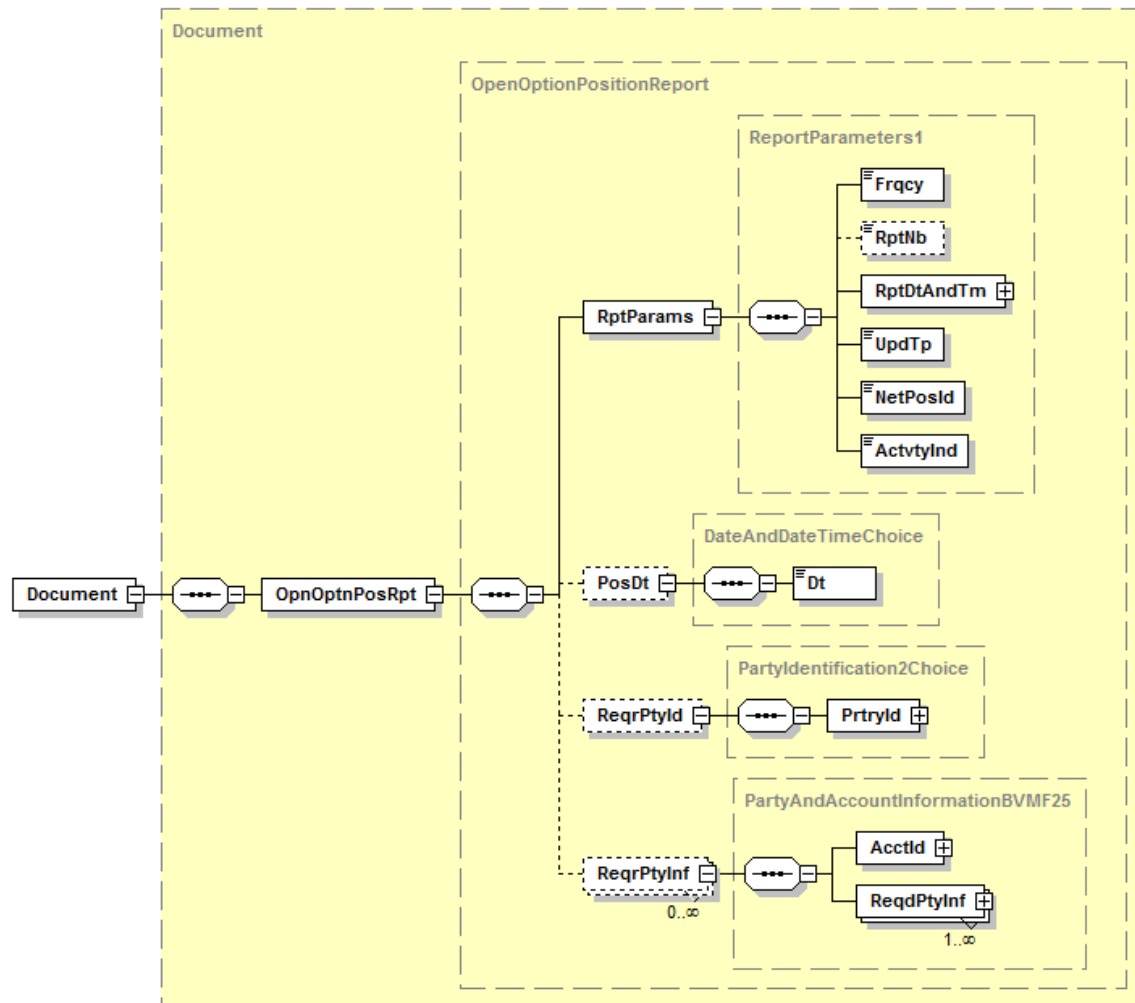 Document
OpenOptionPositionReport
ReportParameters1
Frqcy
RptNb
RptDtAndTm
RptParams
UpdTp
NetPosId
ActvtyInd
DateAndDateTimeChoice
PosDt
Dt
Document
OpnOptnPosRpt
PartyIdentification2Choice
ReqrPtyId
PrtryId
PartyAndAccountInformationBVMF25
AcctId
ReqrPtyInf
0..∞
ReqdPtyInf
1..∞